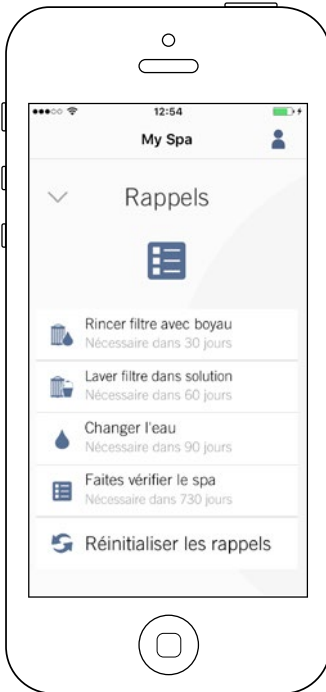 12:54
My Spa
Rappels
Rincer filtre avec boyau
Nécessaire dans 30 jours
Laver filtre dans solution
Nécessaire dans 60 jours
Changer l'eau
Nécessaire dans 90 jours
Faites vérifier le spa
Nécessaire dans 730 jours
Réinitialiser les rappels